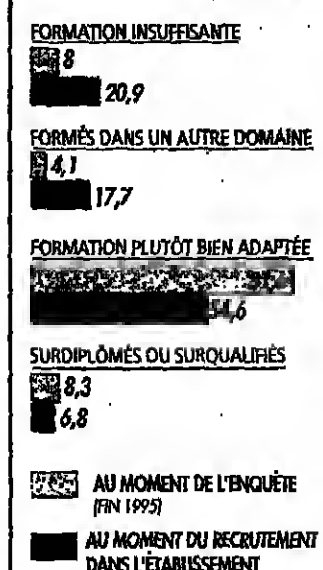 FORMATION INSUFFISANTE
8
20,9
FORMÉS DANS UN AUTRE DOMAINE
4,1
17,7
FORMATION PLUTÔT BIEN ADAPTÉE
54,6
SURDIPLÔMÉS OU SURQUALIFIÉS
8,3
6,8
AU MOMENT DE L'ENQUÊTE
(FIN 1995)
AU MOMENT DU RECRUTEMENT
DANS L'ÉTABLISSEMENT